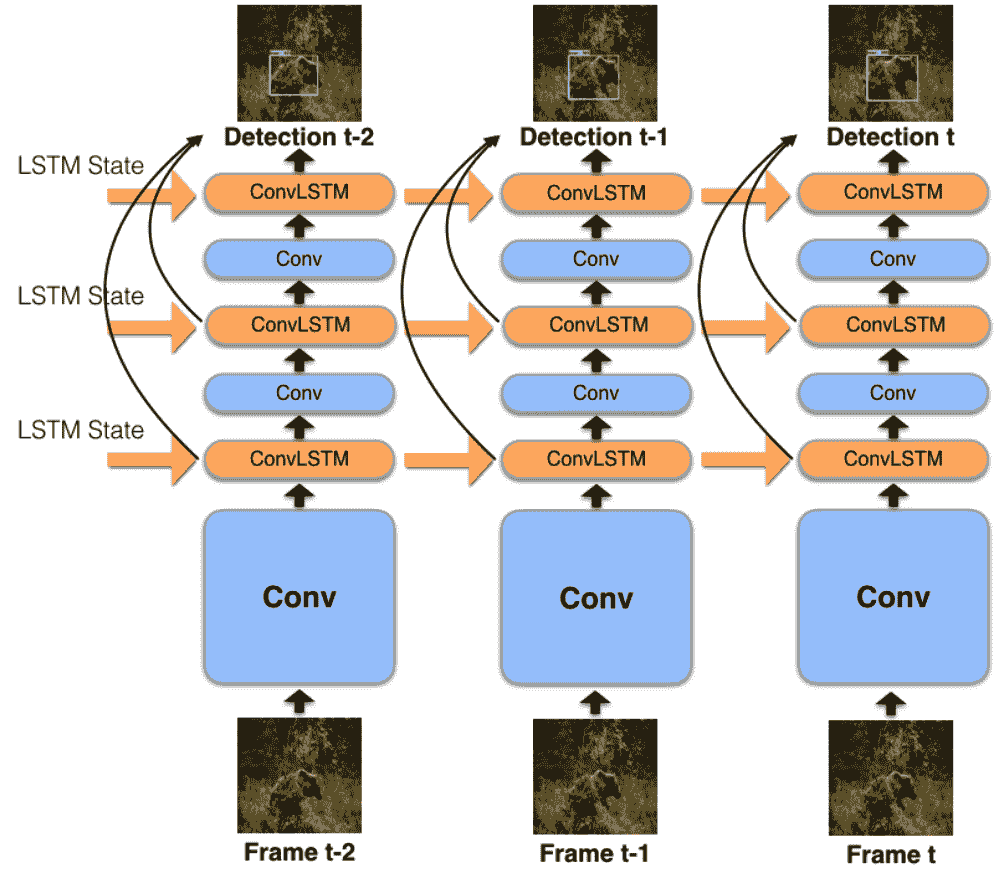 Detection t-2
Detection t-1
Detection t
LSTM State
ConvLSTM
ConvLSTM
ConvLSTM
Conv
Conv
Conv
LSTM State
ConvLSTM
ConvLSTM
ConvLSTM
Conv
Conv
Conv
LSTM State
ConvLSTM
ConvLSTM
ConvLSTM
Conv
Conv
Conv
Frame t-2
Frame t-1
Frame t